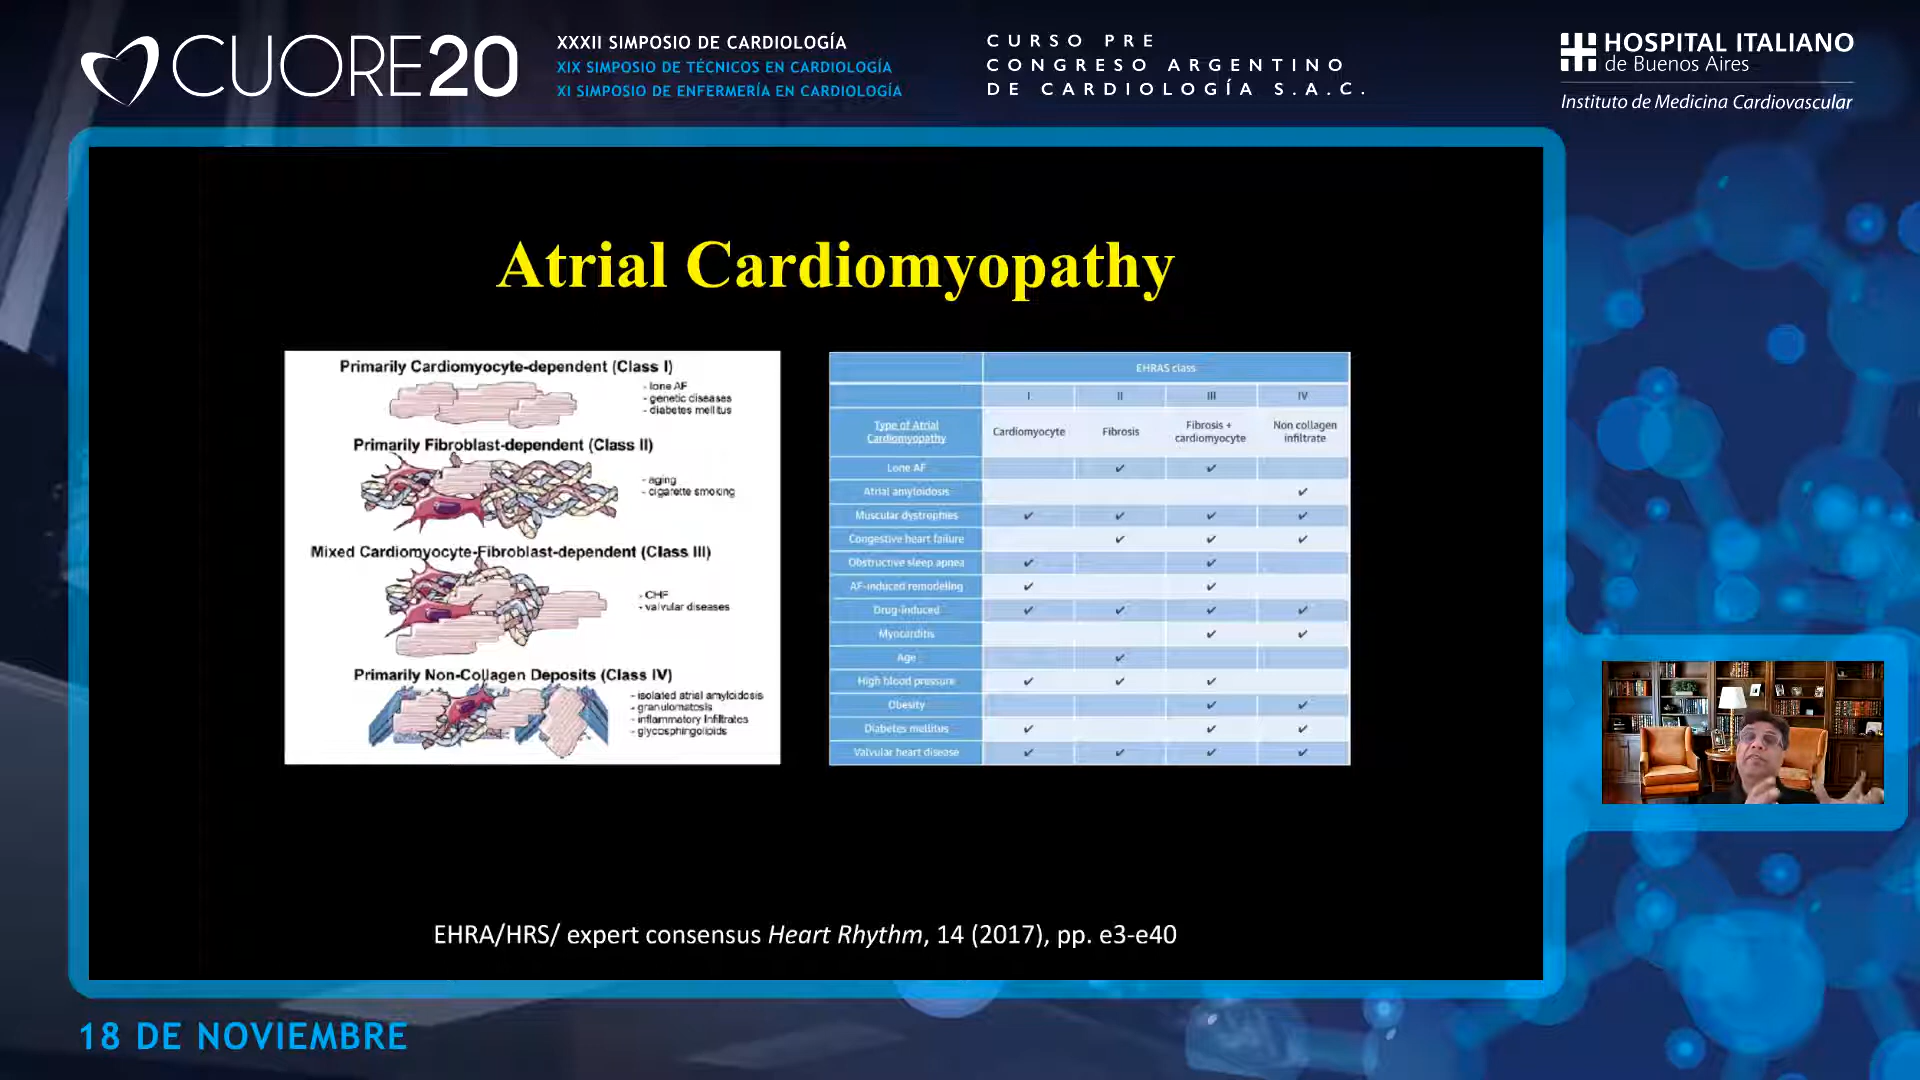 CUORE20
XXXII SIMPOSIO DE CARDIOLOGÍA
XIX SIMPOSIO DE TÉCNICOS EN CARDIOLOGÍA
XI SIMPOSIO DE ENFERMERÍA EN CARDIOLOGÍA
CURSO PRE
CONGRESO ARGENTINO
DE CARDIOLOGÍA S.A.C.
HOSPITAL ITALIANO
de Buenos Aires
Instituto de Medicina Cardiovascular
Atrial Cardiomyopathy
Primarily Cardiomyocyte-dependent (Class I)
- lone AF
- genetic diseases
- diabetes mellitus
Primarily Fibroblast-dependent (Class II)
- aging
- cigarette smoking
Mixed Cardiomyocyte-Fibroblast-dependent (Class III)
- CHF
- valvular diseases
Primarily Non-Collagen Deposits (Class IV)
- isolated atrial amyloidosis
- granulomatosis
- inflammatory infiltrates
- glycosphingolipids
EHRAS class
I II III IV
Type of Atrial Cardiomyopathy Cardiomyocyte Fibrosis Fibrosis + cardiomyocyte Non collagen infiltrate
Lone AF ✔ ✔
Atrial amyloidosis ✔
Muscular dystrophies ✔ ✔ ✔ ✔
Congestive heart failure ✔ ✔ ✔
Obstructive sleep apnea ✔ ✔
AF-induced remodeling ✔ ✔
Drug-induced ✔ ✔ ✔ ✔
Myocarditis ✔ ✔
Age ✔
High blood pressure ✔ ✔ ✔
Obesity ✔ ✔
Diabetes mellitus ✔ ✔ ✔
Valvular heart disease ✔ ✔ ✔ ✔
EHRA/HRS/ expert consensus Heart Rhythm, 14 (2017), pp. e3-e40
18 DE NOVIEMBRE